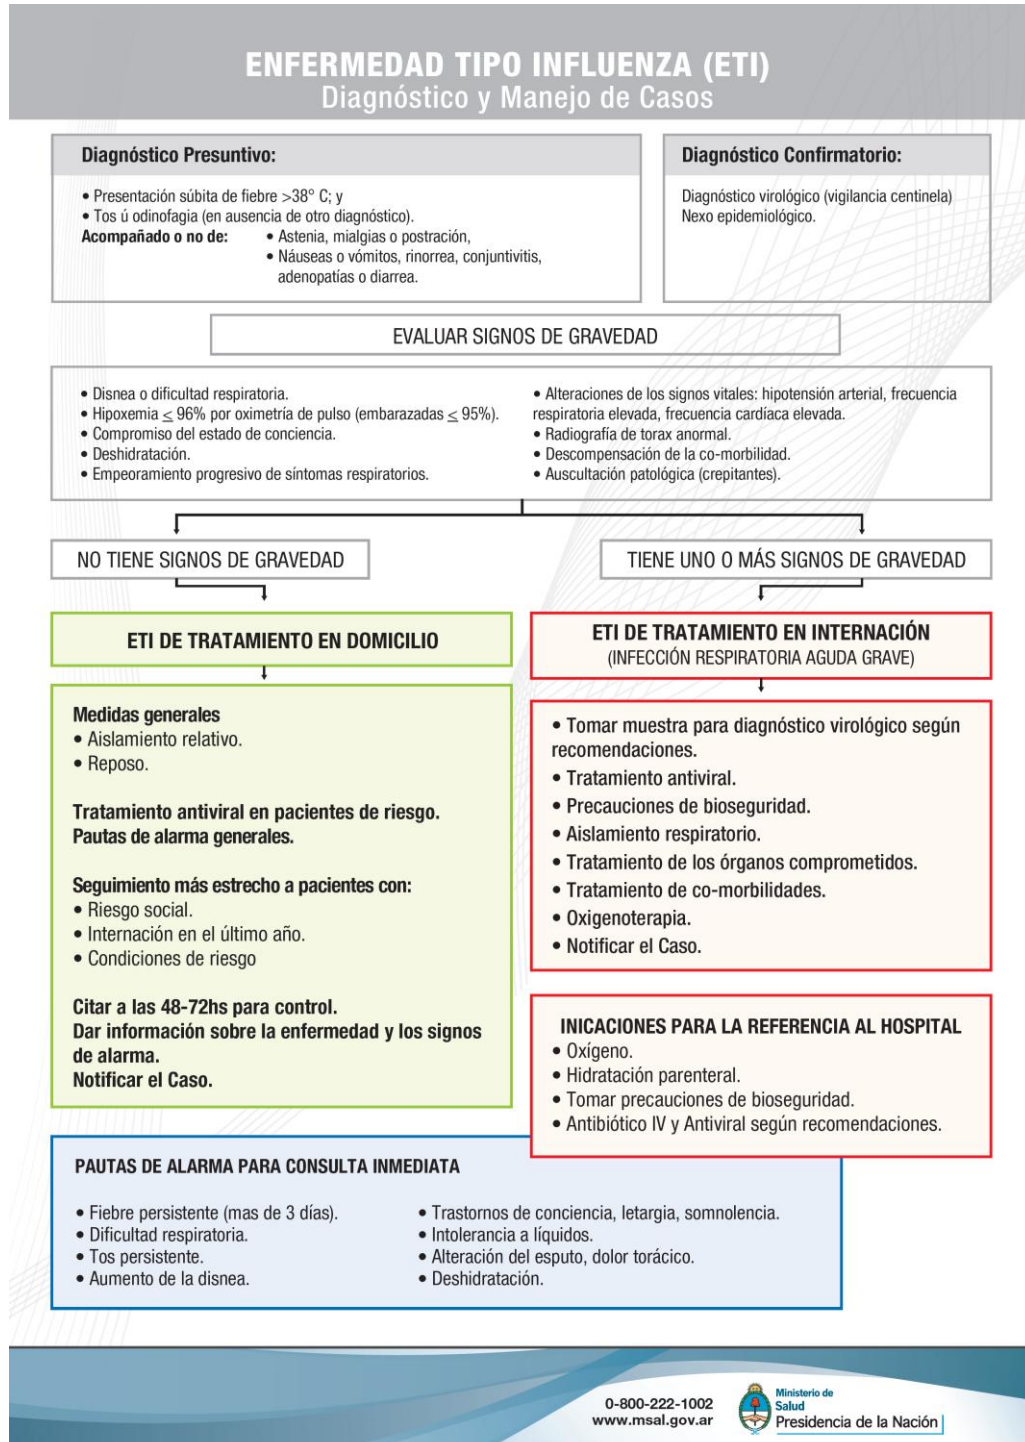 ENFERMEDAD TIPO INFLUENZA (ETI)
Diagnóstico y Manejo de Casos
Diagnóstico Presuntivo:
• Presentación súbita de fiebre >38° C; y
• Tos ú odinofagia (en ausencia de otro diagnóstico).
Acompañado o no de: • Astenia, mialgias o postración,
• Náuseas o vómitos, rinorrea, conjuntivitis,
adenopatías o diarrea.
Diagnóstico Confirmatorio:
Diagnóstico virológico (vigilancia centinela)
Nexo epidemiológico.
EVALUAR SIGNOS DE GRAVEDAD
• Disnea o dificultad respiratoria.
• Hipoxemia ≤ 96% por oximetría de pulso (embarazadas ≤ 95%).
• Compromiso del estado de conciencia.
• Deshidratación.
• Empeoramiento progresivo de síntomas respiratorios.
• Alteraciones de los signos vitales: hipotensión arterial, frecuencia
respiratoria elevada, frecuencia cardíaca elevada.
• Radiografía de torax anormal.
• Descompensación de la co-morbilidad.
• Auscultación patológica (crepitantes).
NO TIENE SIGNOS DE GRAVEDAD
TIENE UNO O MÁS SIGNOS DE GRAVEDAD
ETI DE TRATAMIENTO EN DOMICILIO
Medidas generales
• Aislamiento relativo.
• Reposo.
Tratamiento antiviral en pacientes de riesgo.
Pautas de alarma generales.
Seguimiento más estrecho a pacientes con:
• Riesgo social.
• Internación en el último año.
• Condiciones de riesgo
Citar a las 48-72hs para control.
Dar información sobre la enfermedad y los signos
de alarma.
Notificar el Caso.
ETI DE TRATAMIENTO EN INTERNACIÓN
(INFECCIÓN RESPIRATORIA AGUDA GRAVE)
• Tomar muestra para diagnóstico virológico según
recomendaciones.
• Tratamiento antiviral.
• Precauciones de bioseguridad.
• Aislamiento respiratorio.
• Tratamiento de los órganos comprometidos.
• Tratamiento de co-morbilidades.
• Oxigenoterapia.
• Notificar el Caso.
INICACIONES PARA LA REFERENCIA AL HOSPITAL
• Oxígeno.
• Hidratación parenteral.
• Tomar precauciones de bioseguridad.
• Antibiótico IV y Antiviral según recomendaciones.
PAUTAS DE ALARMA PARA CONSULTA INMEDIATA
• Fiebre persistente (mas de 3 días).
• Dificultad respiratoria.
• Tos persistente.
• Aumento de la disnea.
• Trastornos de conciencia, letargia, somnolencia.
• Intolerancia a líquidos.
• Alteración del esputo, dolor torácico.
• Deshidratación.
0-800-222-1002
www.msal.gov.ar
Ministerio de
Salud
Presidencia de la Nación